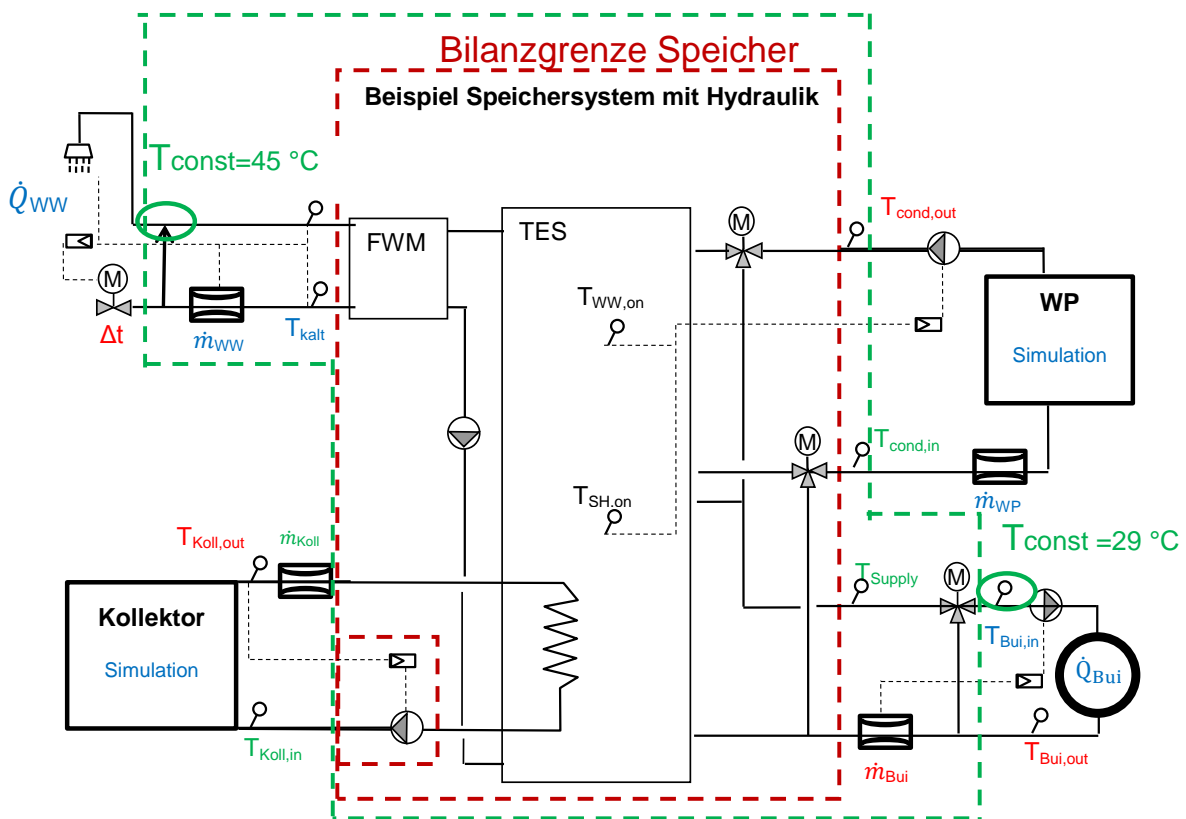 Bilanzgrenze Speicher
Beispiel Speichersystem mit Hydraulik
Tconst=45 °C
Q̇WW
FWM
TES
M
Tcond,out
M
WP
Simulation
TWW,on
Δt
ṁWW
Tkalt
M
Tcond,in
ṁWP
TSH.on
TKoll,out
ṁKoll
Tconst =29 °C
TSupply
M
Kollektor
Simulation
TBui,in
Q̇Bui
TKoll,in
ṁBui
TBui,out